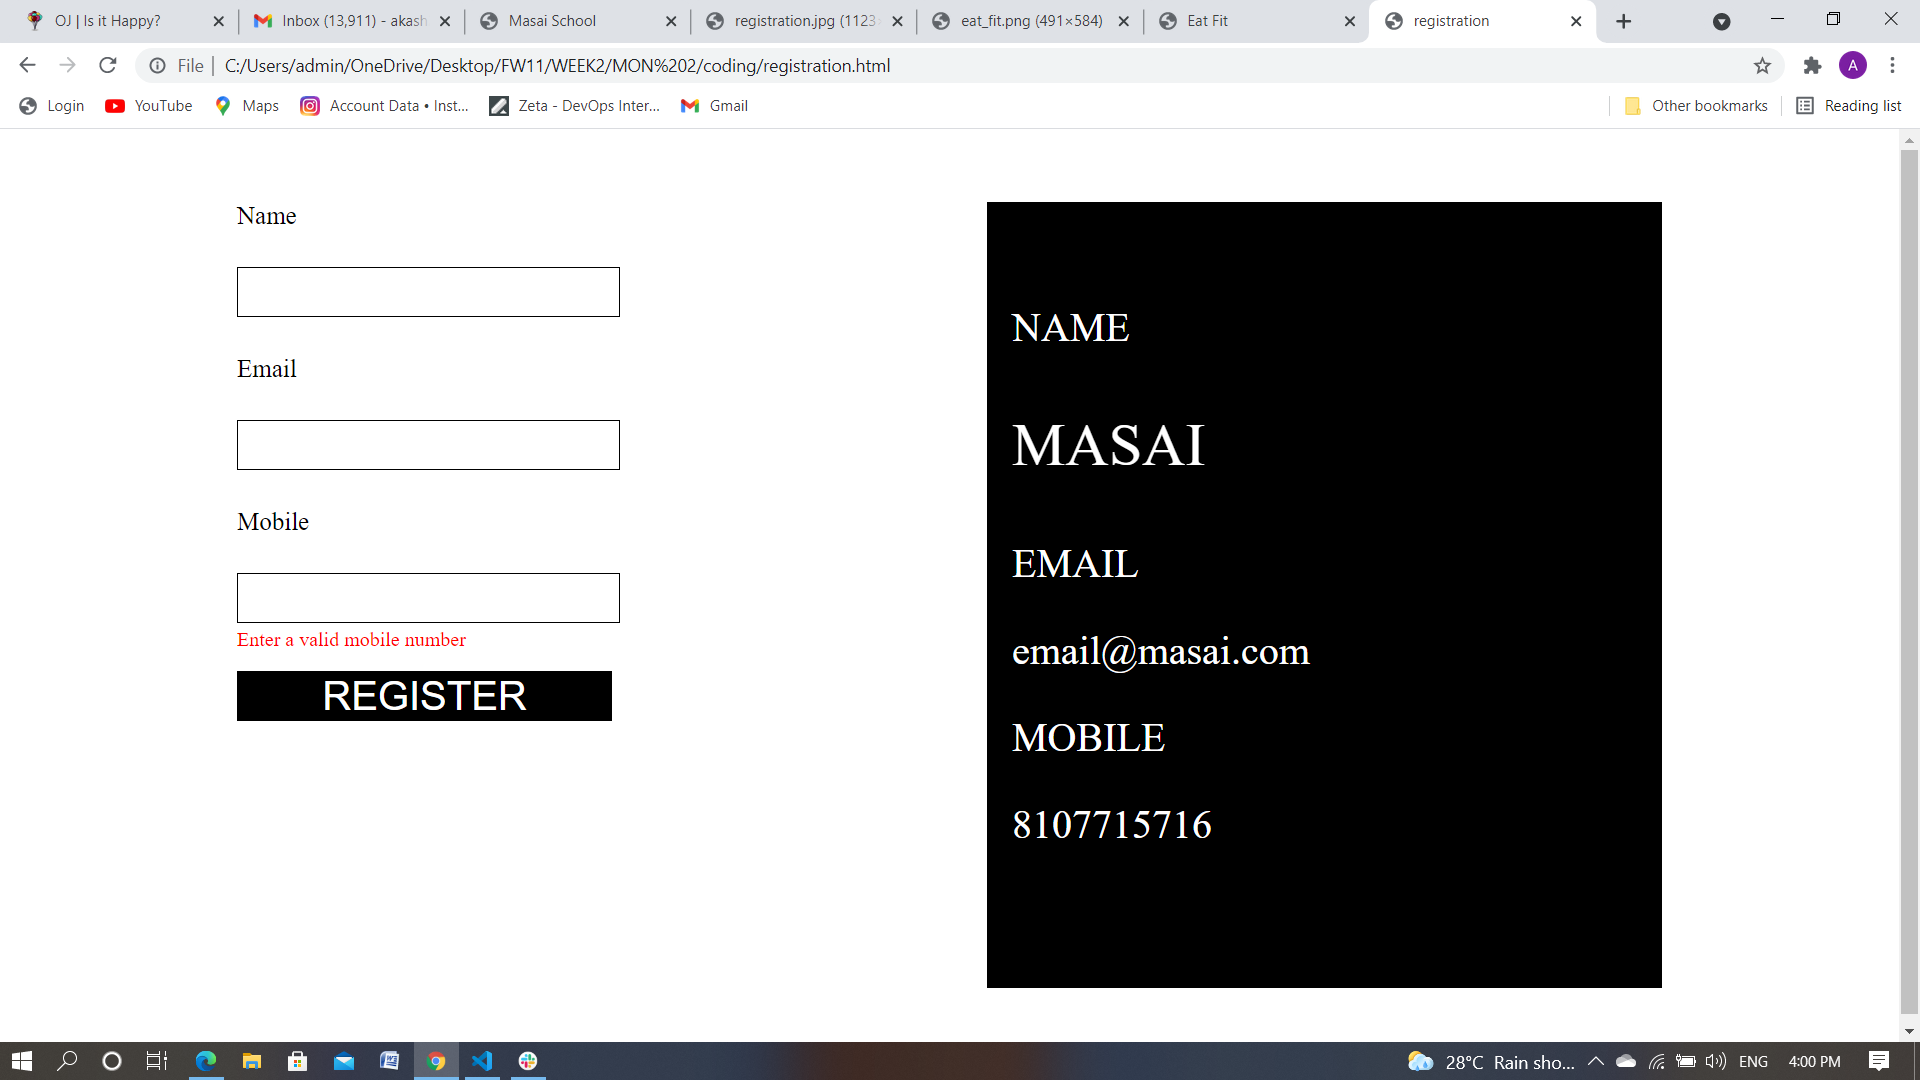 OJ | Is it Happy?
Inbox (13,911) - akash
Masai School
registration.jpg (1123
eat_fit.png (491×584)
Eat Fit
registration
File | C:/Users/admin/OneDrive/Desktop/FW11/WEEK2/MON%202/coding/registration.html
A
Login
YouTube
Maps
Account Data • Inst...
Zeta - DevOps Inter...
Gmail
Other bookmarks
Reading list
Name
Email
Mobile
Enter a valid mobile number
REGISTER
NAME
MASAI
EMAIL
email@masai.com
MOBILE
8107715716
28°C Rain sho...
ENG
4:00 PM